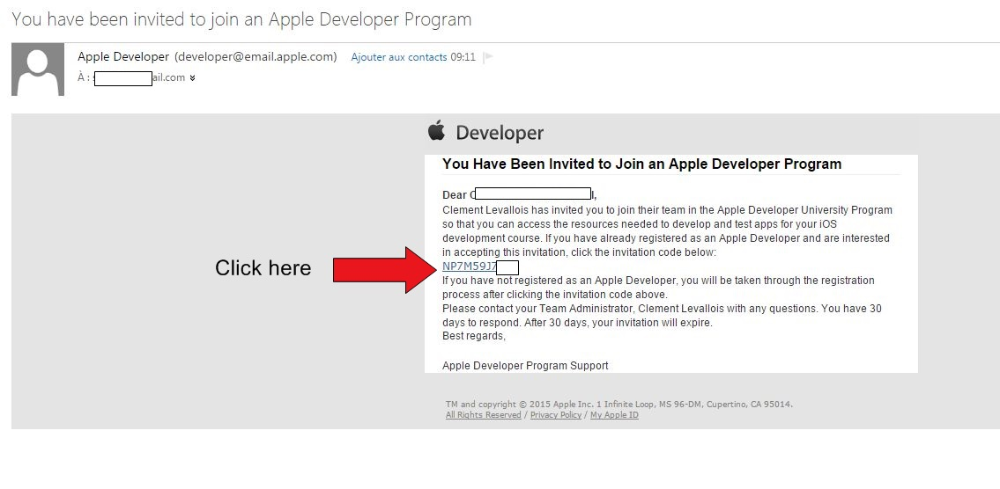 You have been invited to join an Apple Developer Program
Apple Developer (developer@email.apple.com) Ajouter aux contacts 09:11
À : ail.com
Developer
You Have Been Invited to Join an Apple Developer Program
Dear
Clement Levallois has invited you to join their team in the Apple Developer University Program
so that you can access the resources needed to develop and test apps for your iOS
development course. If you have already registered as an Apple Developer and are interested
in accepting this invitation, click the invitation code below:
Click here
NP7M59J7
If you have not registered as an Apple Developer, you will be taken through the registration
process after clicking the invitation code above.
Please contact your Team Administrator, Clement Levallois with any questions. You have 30
days to respond. After 30 days, your invitation will expire.
Best regards,
Apple Developer Program Support
TM and copyright © 2015 Apple Inc. 1 Infinite Loop, MS 96-DM, Cupertino, CA 95014.
All Rights Reserved / Privacy Policy / My Apple ID